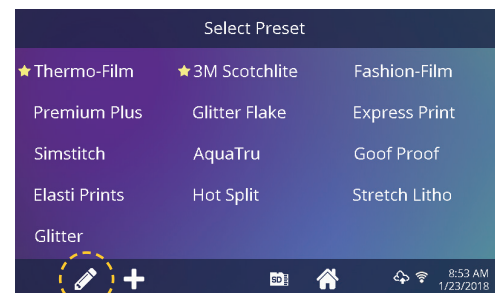 Select Preset
Thermo-Film 3M Scotchlite Fashion-Film
Premium Plus Glitter Flake Express Print
Simstitch AquaTru Goof Proof
Elasti Prints Hot Split Stretch Litho
Glitter
SD 8:53 AM
1/23/2018